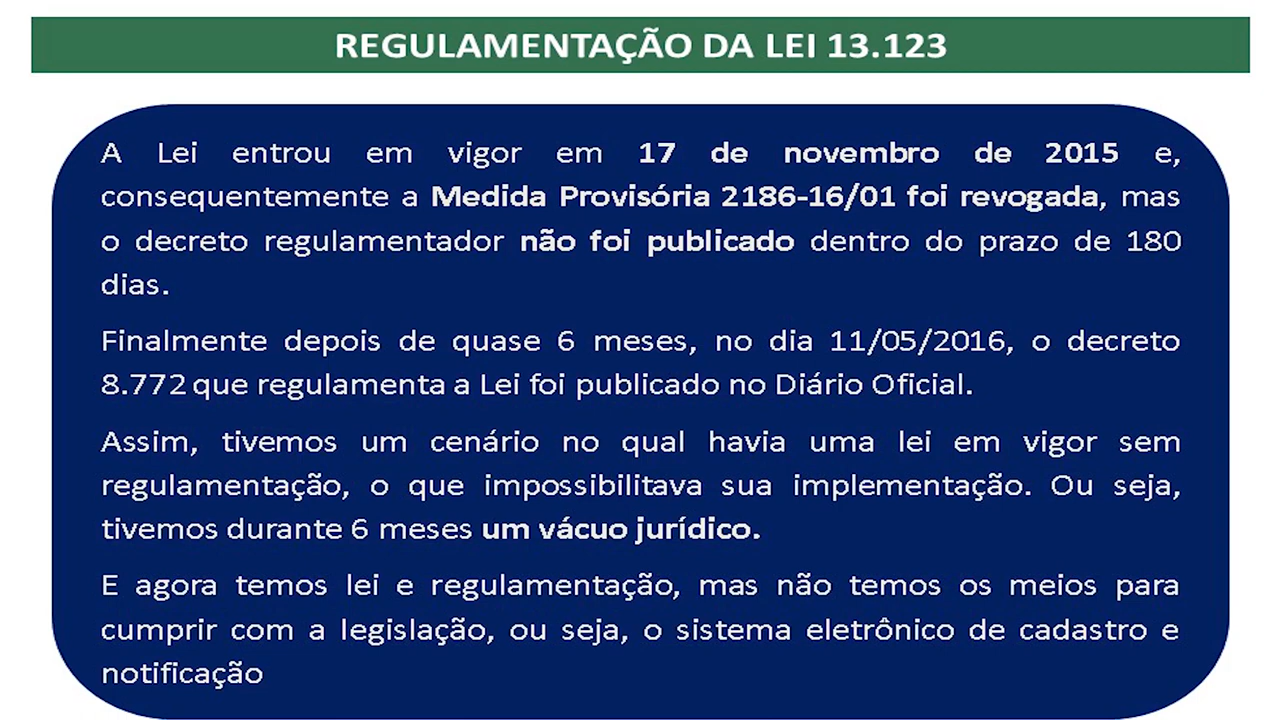 REGULAMENTAÇÃO DA LEI 13.123
A Lei entrou em vigor em 17 de novembro de 2015 e,
consequentemente a Medida Provisória 2186-16/01 foi revogada, mas
o decreto regulamentador não foi publicado dentro do prazo de 180
dias.
Finalmente depois de quase 6 meses, no dia 11/05/2016, o decreto
8.772 que regulamenta a Lei foi publicado no Diário Oficial.
Assim, tivemos um cenário no qual havia uma lei em vigor sem
regulamentação, o que impossibilitava sua implementação. Ou seja,
tivemos durante 6 meses um vácuo jurídico.
E agora temos lei e regulamentação, mas não temos os meios para
cumprir com a legislação, ou seja, o sistema eletrônico de cadastro e
notificação